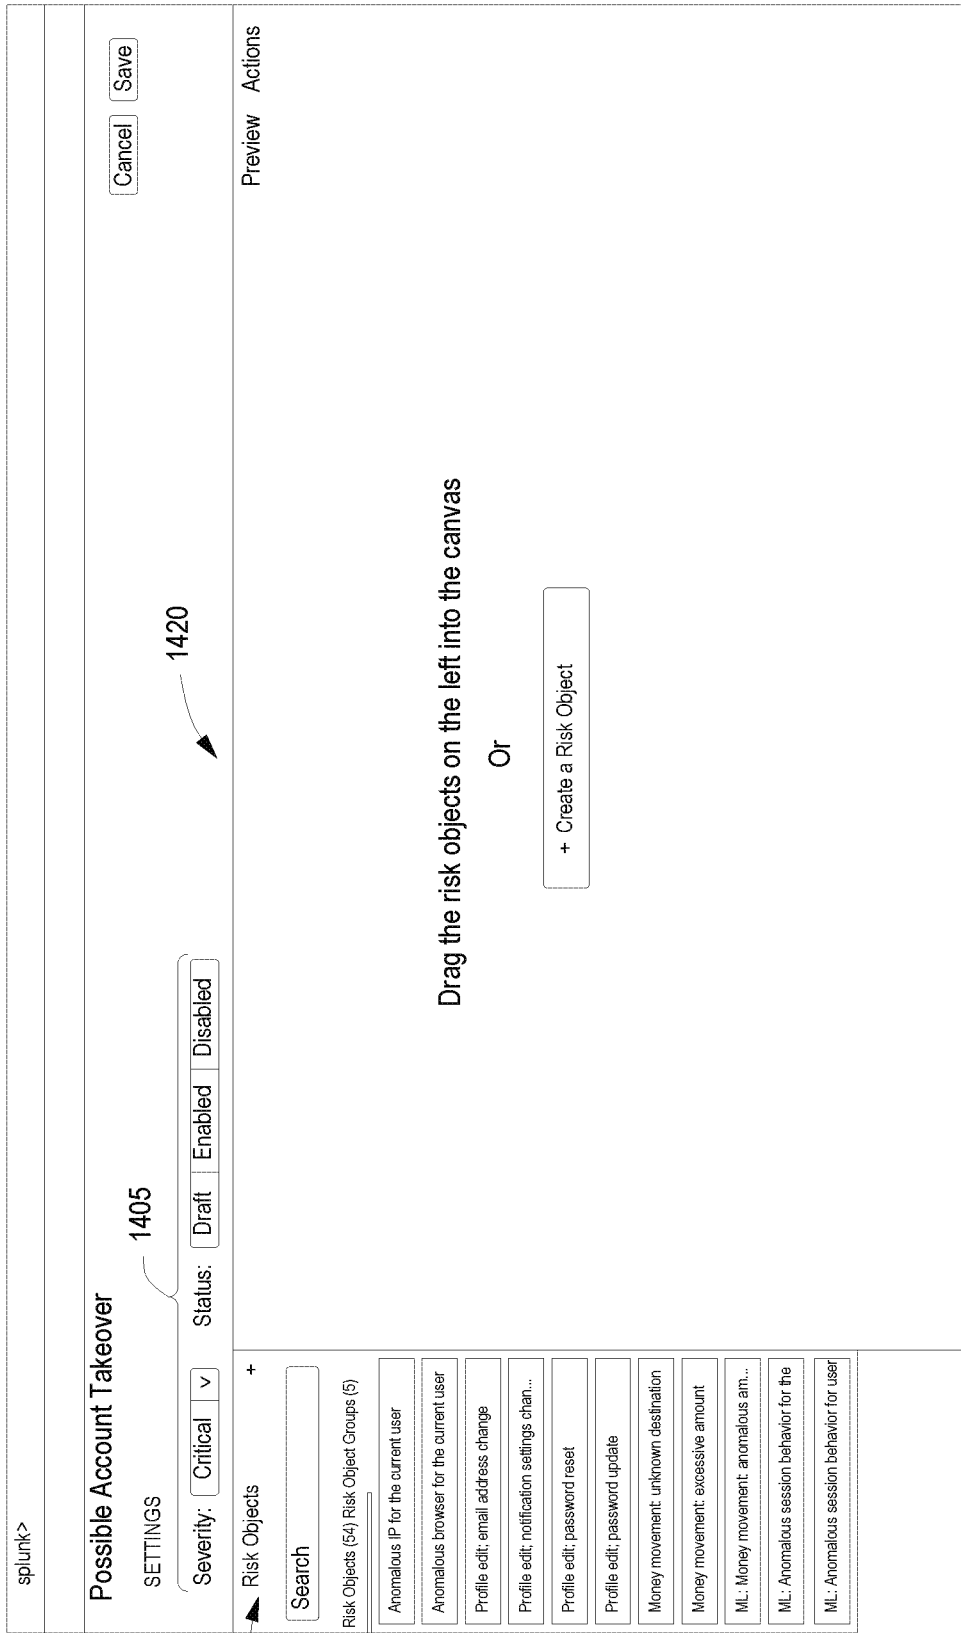 splunk>
Possible Account Takeover
Cancel Save
SETTINGS
1405
1420
Severity: Critical v Status: Draft Enabled Disabled
Risk Objects +
Preview Actions
Search
Risk Objects (54) Risk Object Groups (5)
Anomalous IP for the current user
Anomalous browser for the current user
Profile edit; email address change
Profile edit; notification settings chan...
Profile edit; password reset
Profile edit; password update
Money movement: unknown destination
Money movement: excessive amount
ML: Money movement: anomalous am...
ML: Anomalous session behavior for the
ML: Anomalous session behavior for user
Drag the risk objects on the left into the canvas
Or
+ Create a Risk Object